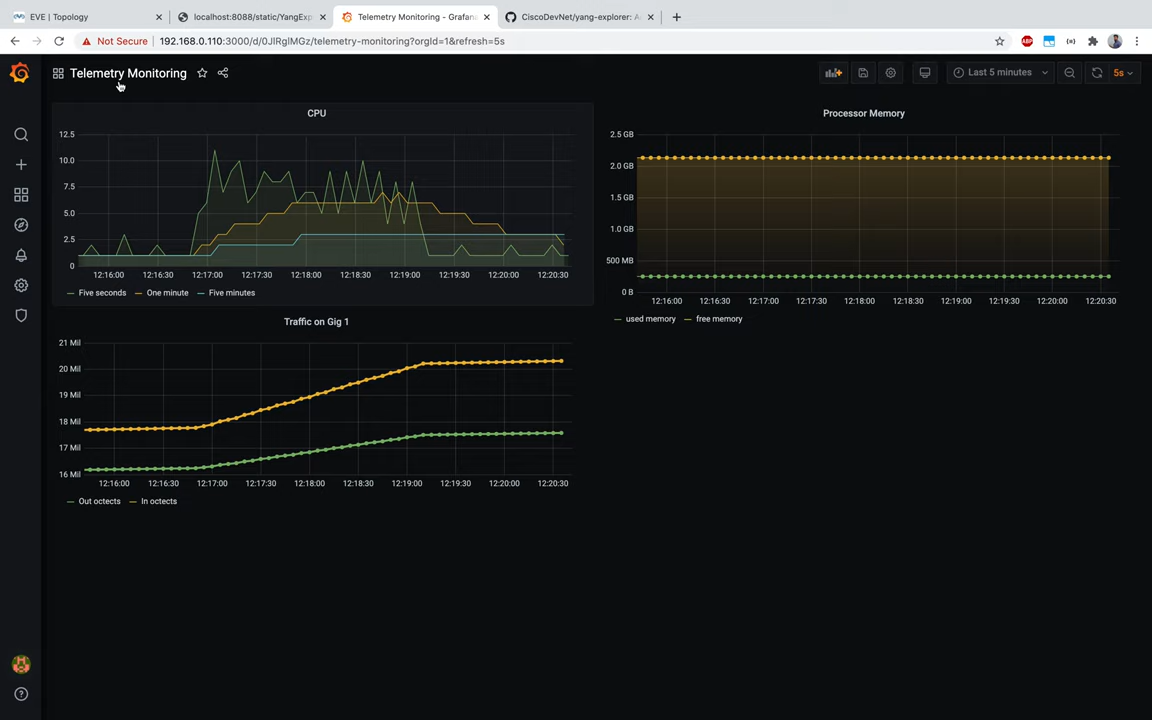 EVE | Topology
localhost:8088/static/YangExp
Telemetry Monitoring - Grafana
CiscoDevNet/yang-explorer: A
Not Secure 192.168.0.110:3000/d/0JlRglMGz/telemetry-monitoring?orgId=1&refresh=5s
ABP
Telemetry Monitoring
Last 5 minutes
5s
CPU
12.5
10.0
7.5
5.0
2.5
0
12:16:00 12:16:30 12:17:00 12:17:30 12:18:00 12:18:30 12:19:00 12:19:30 12:20:00 12:20:30
Five seconds One minute Five minutes
Processor Memory
2.5 GB
2.0 GB
1.5 GB
1.0 GB
500 MB
0 B
12:16:00 12:16:30 12:17:00 12:17:30 12:18:00 12:18:30 12:19:00 12:19:30 12:20:00 12:20:30
used memory free memory
Traffic on Gig 1
21 Mil
20 Mil
19 Mil
18 Mil
17 Mil
16 Mil
12:16:00 12:16:30 12:17:00 12:17:30 12:18:00 12:18:30 12:19:00 12:19:30 12:20:00 12:20:30
Out octects In octects